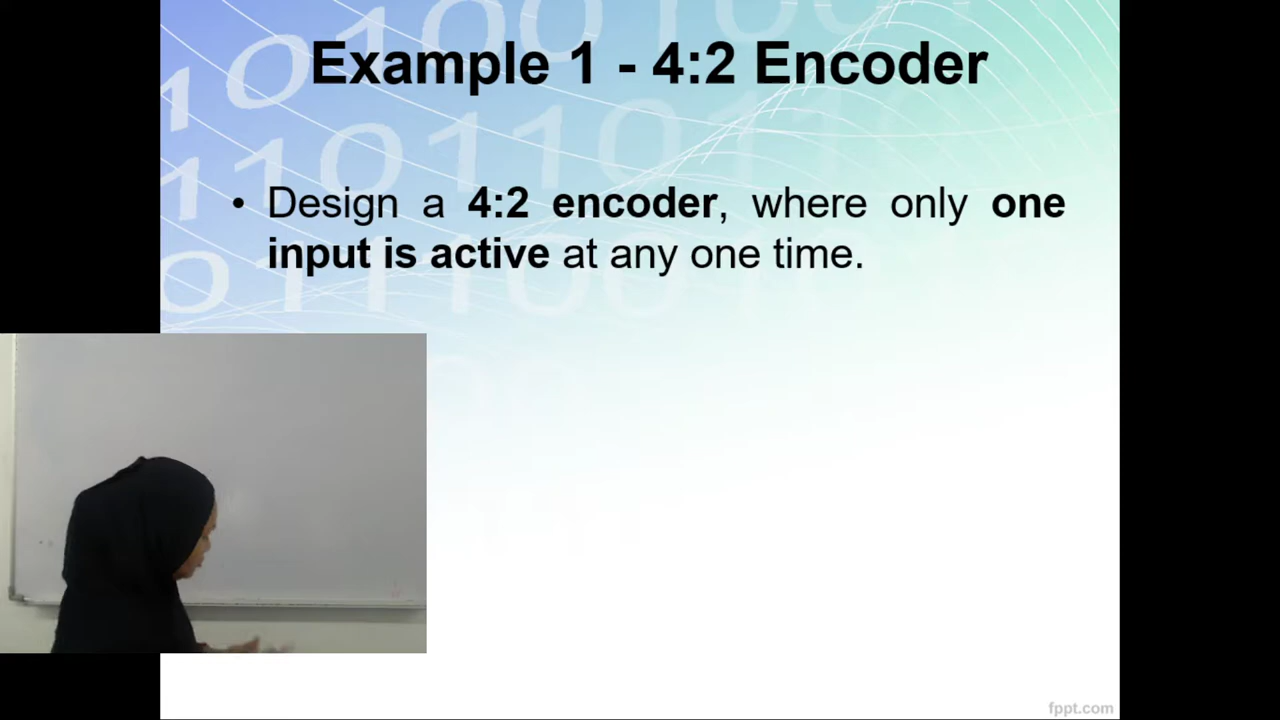 Example 1 - 4:2 Encoder
• Design a 4:2 encoder, where only one
input is active at any one time.
fppt.com